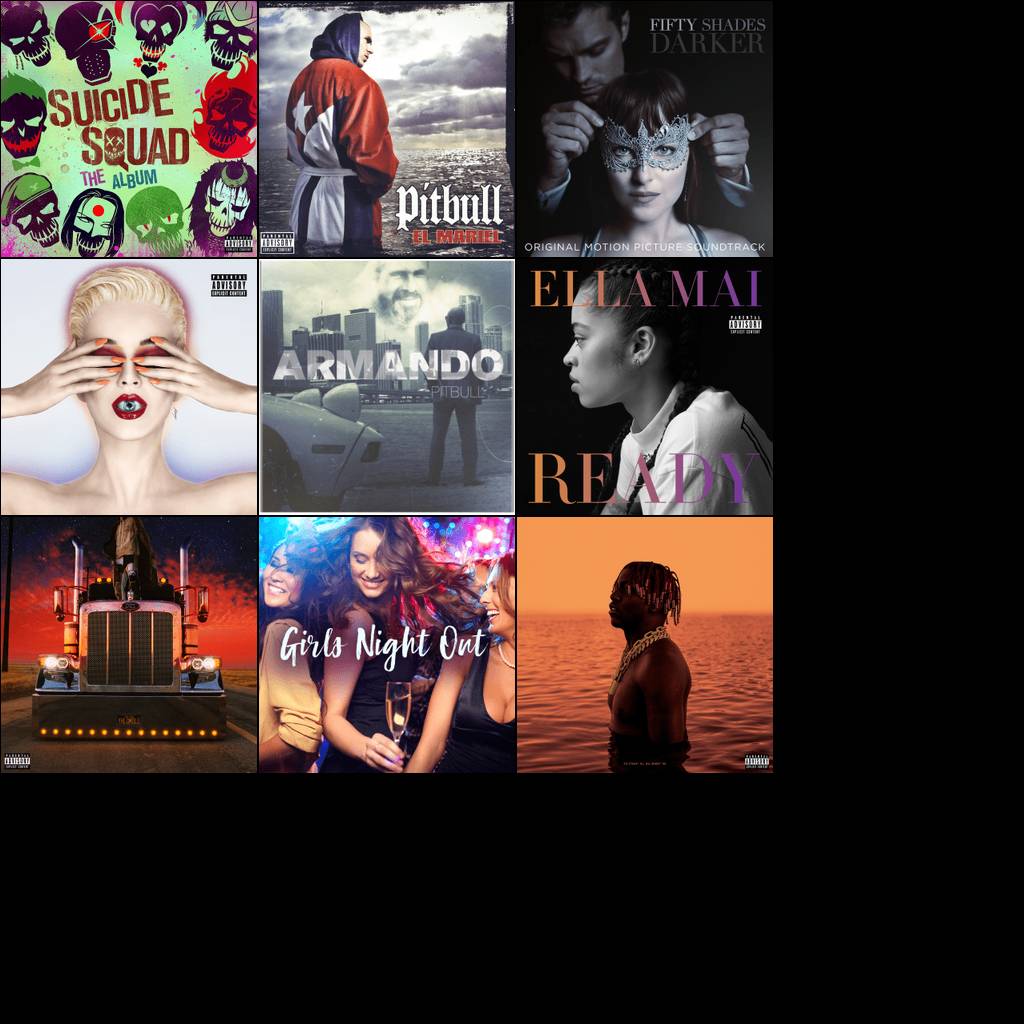 SUICIDE
SQUAD
THE ALBUM
PARENTAL
ADVISORY
EXPLICIT CONTENT
Pitbull
EL MARIEL
PARENTAL
ADVISORY
EXPLICIT CONTENT
FIFTY SHADES
DARKER
ORIGINAL MOTION PICTURE SOUNDTRACK
PARENTAL
ADVISORY
EXPLICIT CONTENT
ARMANDO
PITBULL
ELLA MAI
PARENTAL
ADVISORY
EXPLICIT CONTENT
READY
PARENTAL
ADVISORY
EXPLICIT CONTENT
Girls Night Out
PARENTAL
ADVISORY
EXPLICIT CONTENT